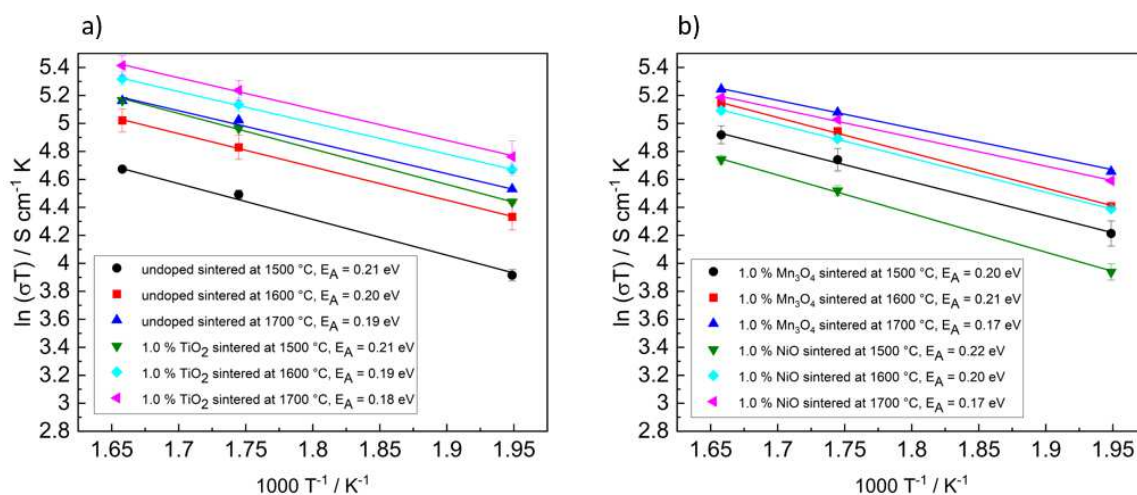 a)
ln (σT) / S cm⁻¹ K
5.4
5.2
5
4.8
4.6
4.4
4.2
4
3.8
3.6
3.4
3.2
3
2.8
undoped sintered at 1500 °C, E_A = 0.21 eV
undoped sintered at 1600 °C, E_A = 0.20 eV
undoped sintered at 1700 °C, E_A = 0.19 eV
1.0 % TiO₂ sintered at 1500 °C, E_A = 0.21 eV
1.0 % TiO₂ sintered at 1600 °C, E_A = 0.19 eV
1.0 % TiO₂ sintered at 1700 °C, E_A = 0.18 eV
1.65 1.7 1.75 1.8 1.85 1.9 1.95
1000 T⁻¹ / K⁻¹
b)
ln (σT) / S cm⁻¹ K
5.4
5.2
5
4.8
4.6
4.4
4.2
4
3.8
3.6
3.4
3.2
3
2.8
1.0 % Mn₃O₄ sintered at 1500 °C, E_A = 0.20 eV
1.0 % Mn₃O₄ sintered at 1600 °C, E_A = 0.21 eV
1.0 % Mn₃O₄ sintered at 1700 °C, E_A = 0.17 eV
1.0 % NiO sintered at 1500 °C, E_A = 0.22 eV
1.0 % NiO sintered at 1600 °C, E_A = 0.20 eV
1.0 % NiO sintered at 1700 °C, E_A = 0.17 eV
1.65 1.7 1.75 1.8 1.85 1.9 1.95
1000 T⁻¹ / K⁻¹